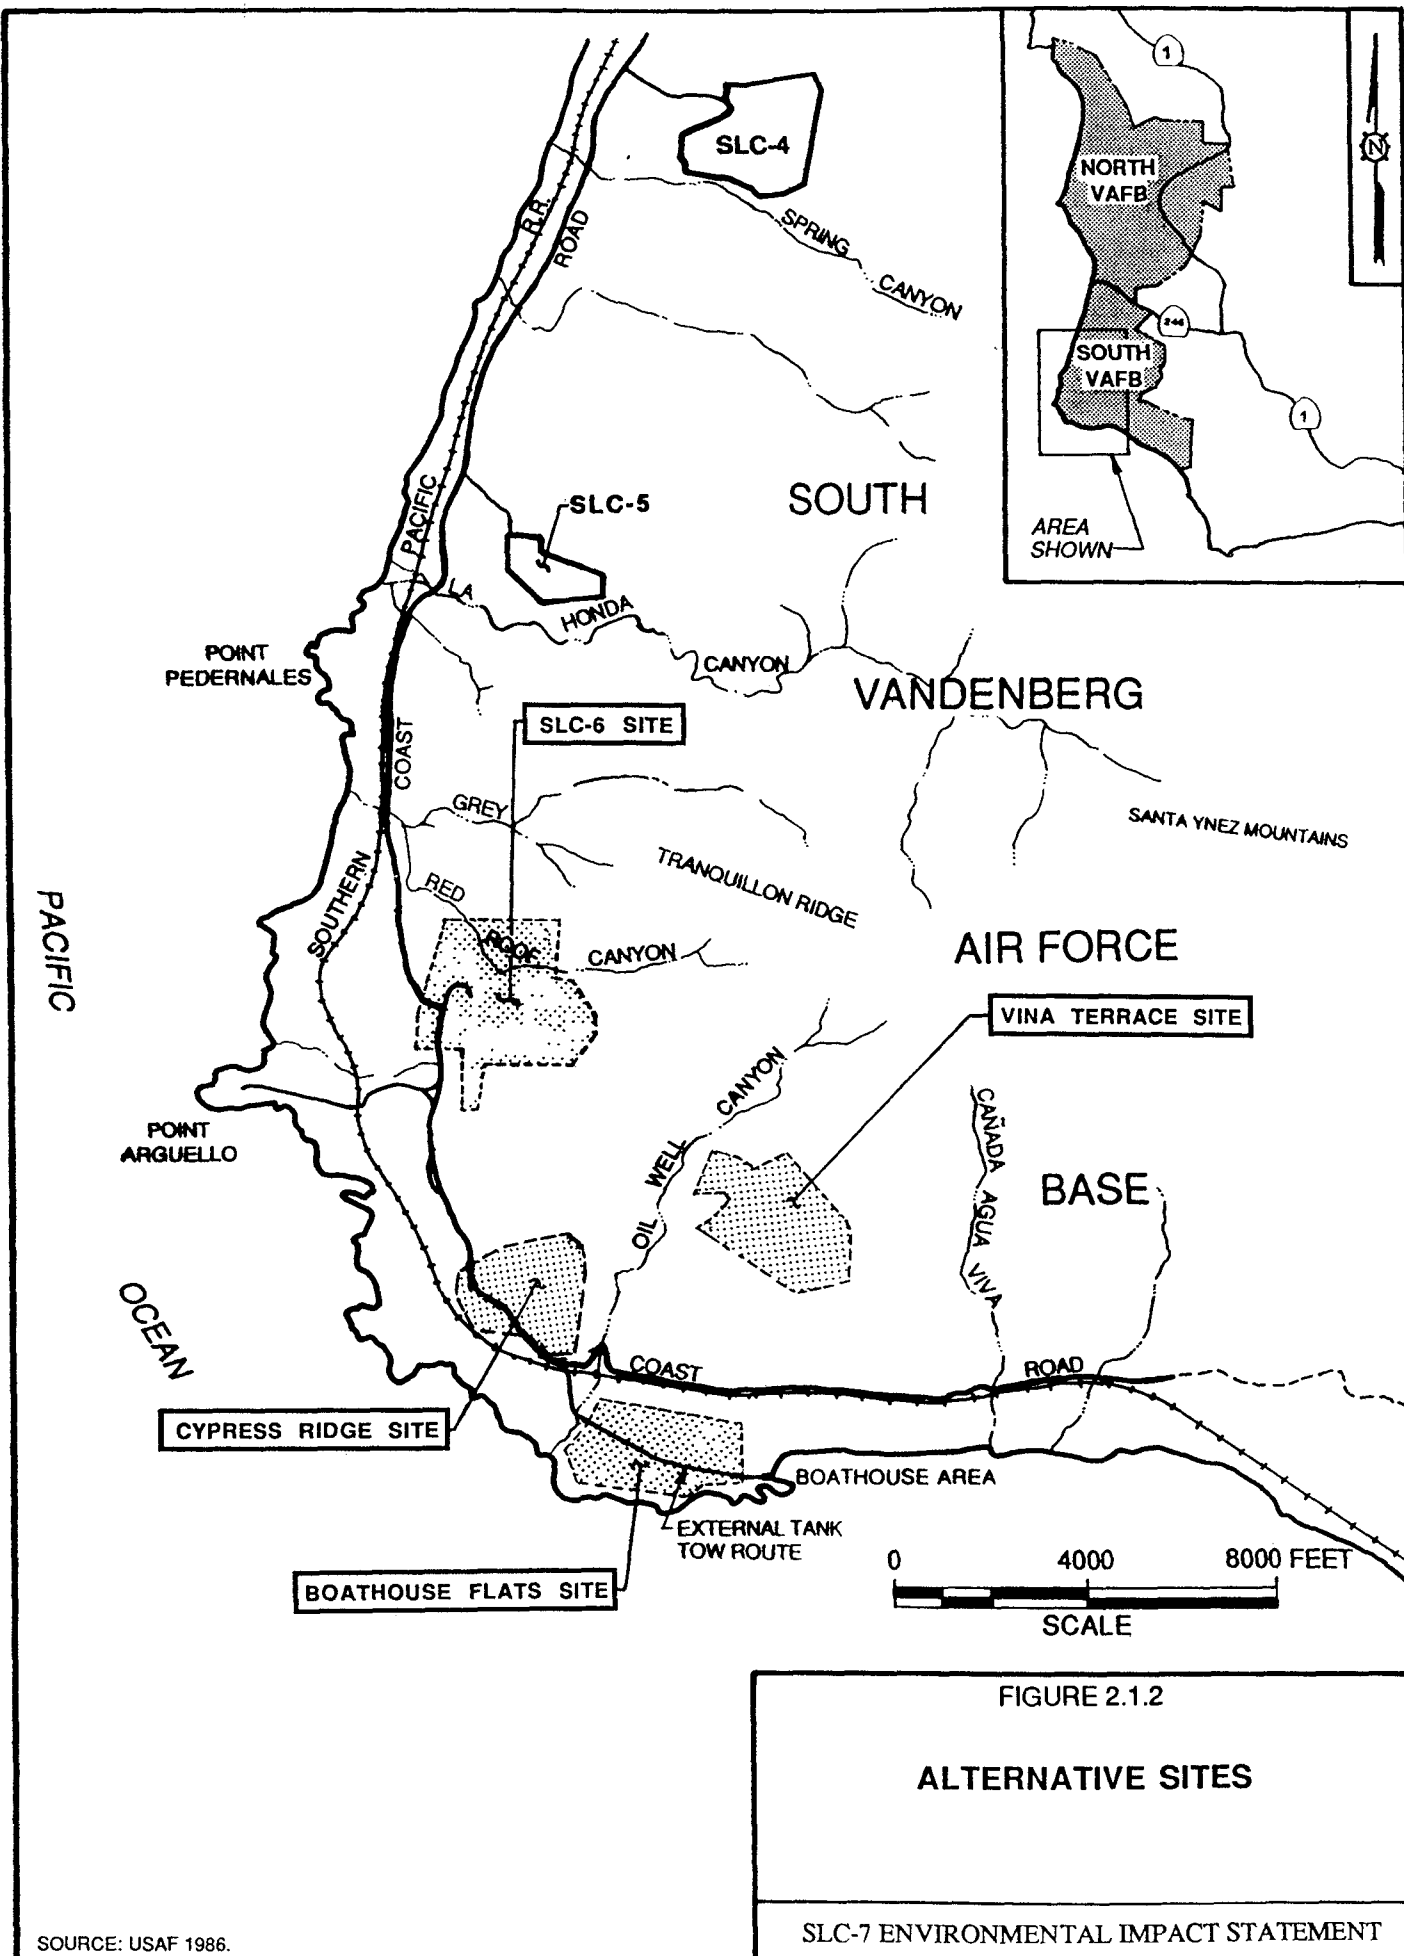 1
NORTH
VAFB
N
SLC-4
R.R.
ROAD
SPRING
CANYON
246
SOUTH
VAFB
1
AREA
SHOWN
PACIFIC
SLC-5
SOUTH
LA
HONDA
CANYON
POINT
PEDERNALES
VANDENBERG
SLC-6 SITE
COAST
GREY
SANTA YNEZ MOUNTAINS
TRANQUILLON RIDGE
SOUTHERN
RED
ROOF
CANYON
PACIFIC
AIR FORCE
VINA TERRACE SITE
CANYON
WELL
OIL
POINT
ARGUELLO
CAÑADA
AGUA
VIVA
BASE
OCEAN
COAST
ROAD
CYPRESS RIDGE SITE
BOATHOUSE AREA
EXTERNAL TANK
TOW ROUTE
BOATHOUSE FLATS SITE
0 4000 8000 FEET
SCALE
FIGURE 2.1.2
ALTERNATIVE SITES
SLC-7 ENVIRONMENTAL IMPACT STATEMENT
SOURCE: USAF 1986.